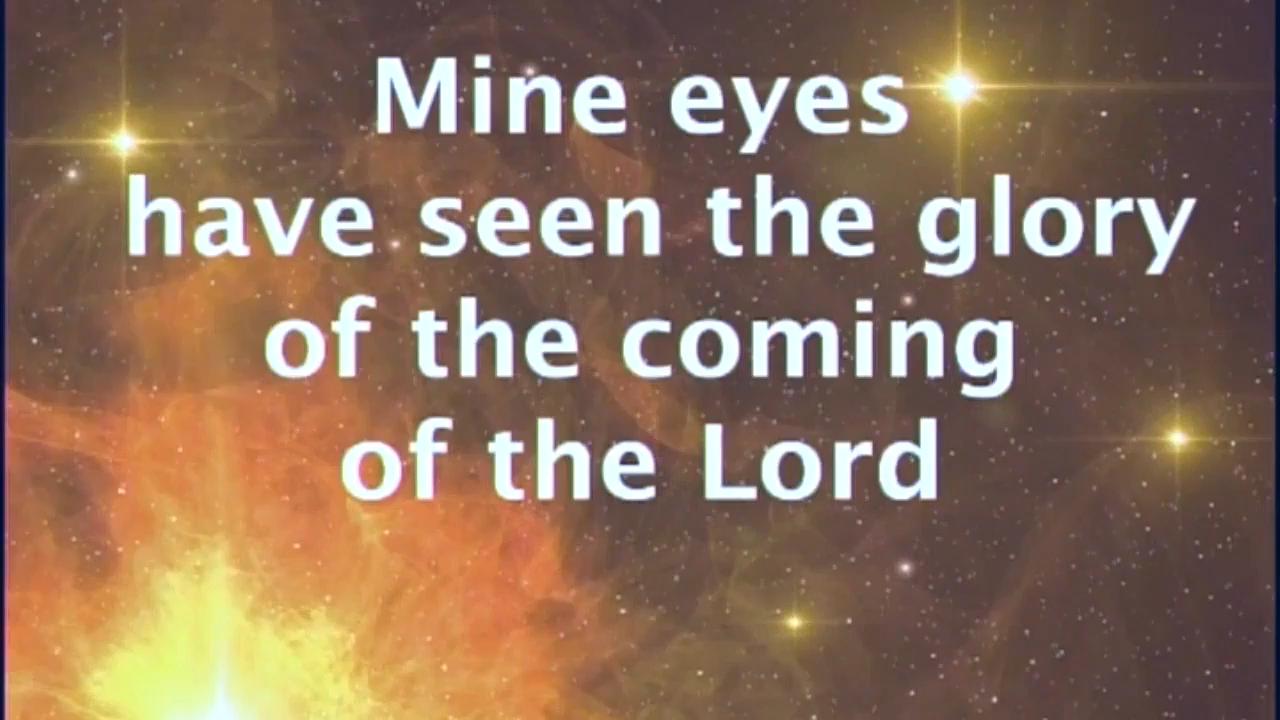 Mine eyes
have seen the glory
of the coming
of the Lord